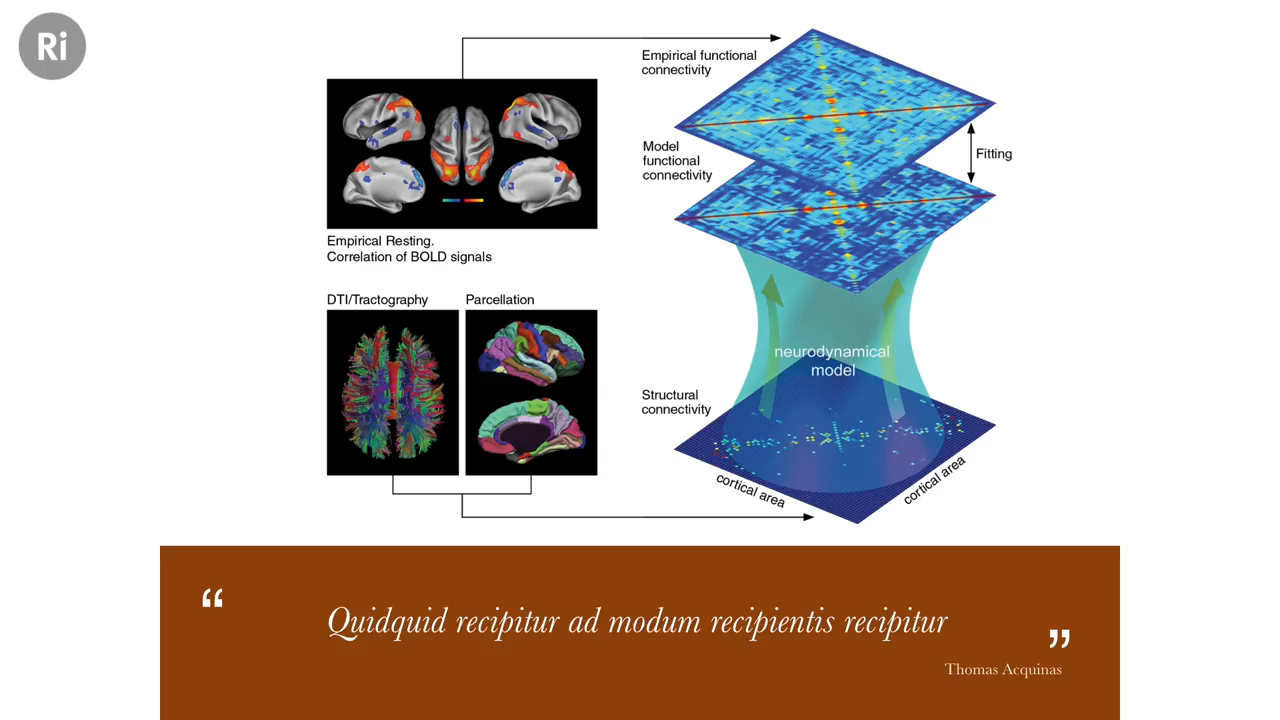 Ri
Empirical functional
connectivity
Model
functional
connectivity
Fitting
Empirical Resting.
Correlation of BOLD signals
DTI/Tractography
Parcellation
neurodynamical
model
Structural
connectivity
cortical area
cortical area
“
Quidquid recipitur ad modum recipientis recipitur
”
Thomas Acquinas